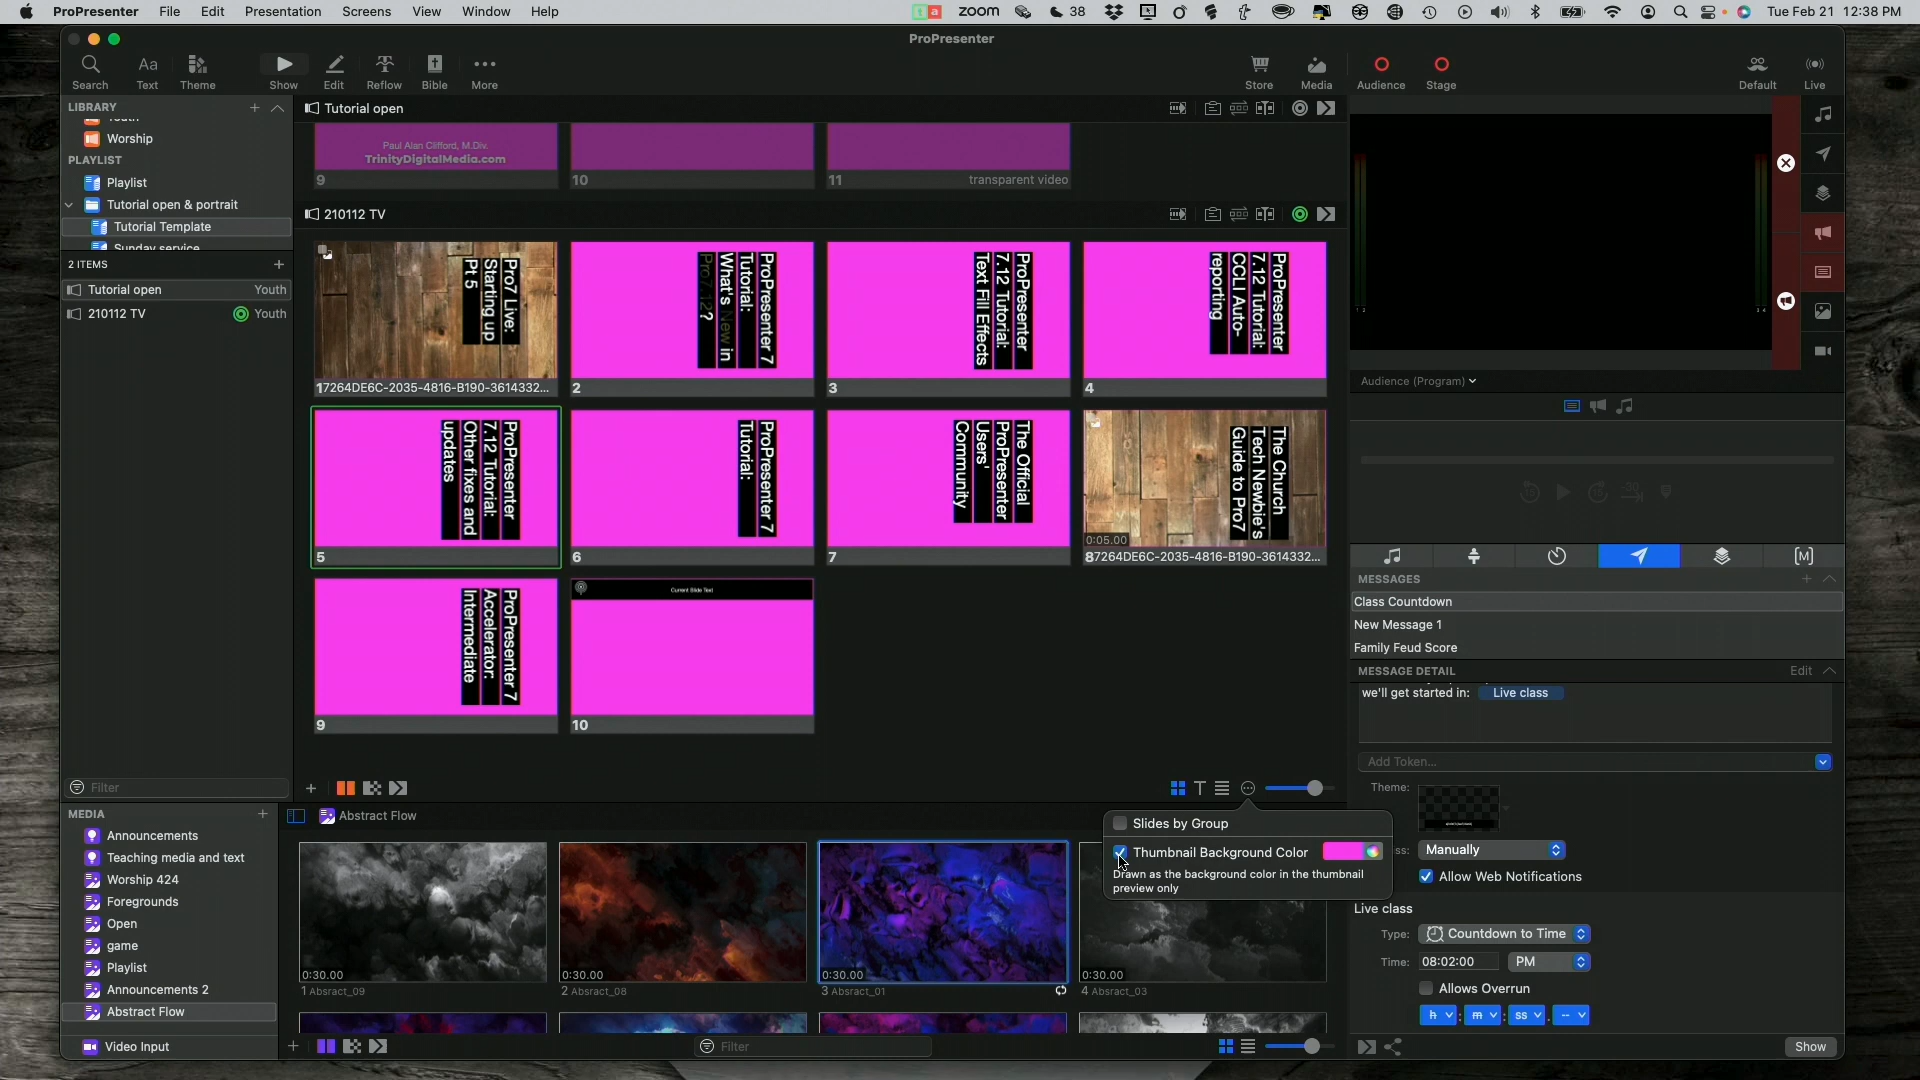 ProPresenter File Edit Presentation Screens View Window Help
zoom 38 Tue Feb 21 12:38 PM
ProPresenter
Search Text Theme Show Edit Reflow Bible More Store Media Audience Stage Default Live
LIBRARY
Youth
Worship
PLAYLIST
Playlist
Tutorial open & portrait
Tutorial Template
Sunday service
2 ITEMS
Tutorial open Youth
210112 TV Youth
Filter
Tutorial open
Paul Alan Clifford, M.Div.
TrinityDigitalMedia.com
9 10 11 transparent video
210112 TV
Pro7 Live:
Starting up
Pt 5
17264DE6C-2035-4816-B190-3614332...
ProPresenter 7
Tutorial:
What's New in
Pro 7.12?
2
ProPresenter
7.12 Tutorial:
Text Fill Effects
3
ProPresenter
7.12 Tutorial:
CCLI Auto-
reporting
4
ProPresenter
7.12 Tutorial:
Other fixes and
updates
5
ProPresenter 7
Tutorial:
6
The Official
ProPresenter
Users'
Community
7
The Church
Tech Newbie's
Guide to Pro7
0:05.00
87264DE6C-2035-4816-B190-3614332...
ProPresenter 7
Accelerator:
Intermediate
9
Current Slide Text
10
MEDIA
Announcements
Teaching media and text
Worship 424
Foregrounds
Open
game
Playlist
Announcements 2
Abstract Flow
Video Input
Abstract Flow
0:30.00
1 Absract_09
0:30.00
2 Absract_08
0:30.00
3 Absract_01
0:30.00
4 Absract_03
Filter
Slides by Group
Thumbnail Background Color
Drawn as the background color in the thumbnail
preview only
Audience (Program)
MESSAGES
Class Countdown
New Message 1
Family Feud Score
MESSAGE DETAIL Edit
we'll get started in: Live class
Add Token...
Theme:
ss: Manually
Allow Web Notifications
Live class
Type: Countdown to Time
Time: 08:02:00 PM
Allows Overrun
h : m : ss . --
Show